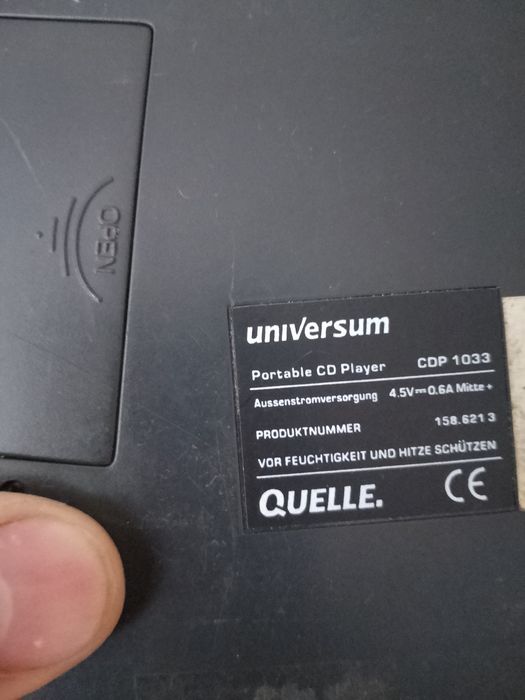 OPEN
universum
Portable CD Player CDP 1033
Aussenstromversorgung 4.5V⎓0.6A Mitte+
PRODUKTNUMMER 158.621 3
VOR FEUCHTIGKEIT UND HITZE SCHÜTZEN
QUELLE. CE